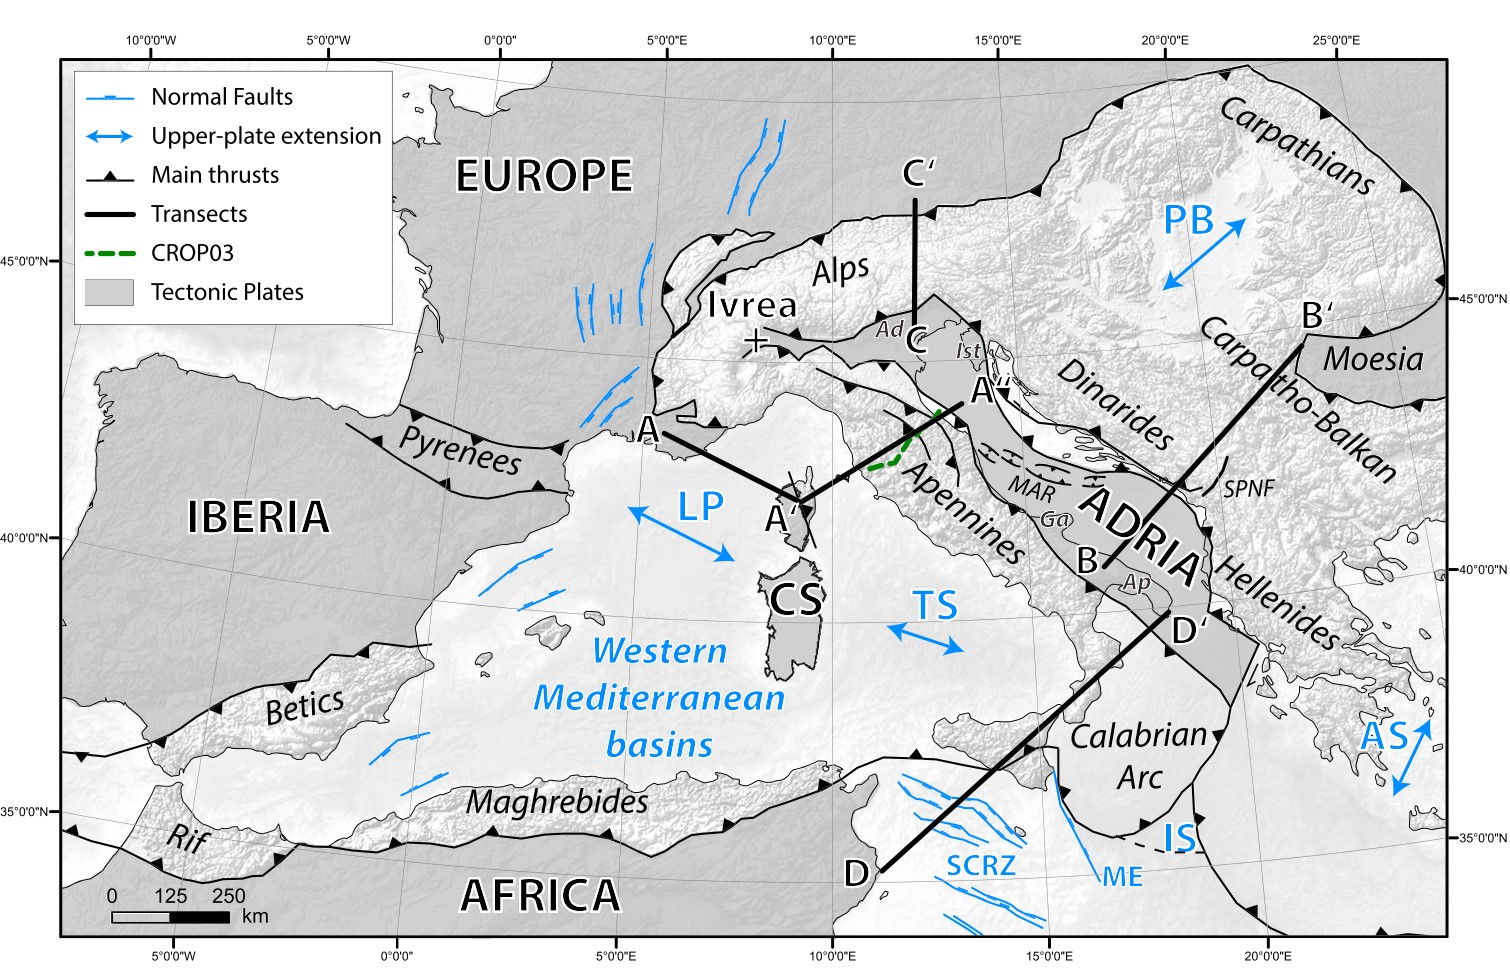 10°0'0"W 5°0'0"W 0°0'0" 5°0'0"E 10°0'0"E 15°0'0"E 20°0'0"E 25°0'0"E
Normal Faults
Upper-plate extension
Main thrusts
Transects
CROP03
Tectonic Plates
EUROPE
C'
Carpathians
PB
45°0'0"N
45°0'0"N
Alps
Ivrea
Ad
C
Ist
B'
Moesia
Carpatho-Balkan
Dinarides
A''
A
Pyrenees
IBERIA
LP
A'
Apennines
MAR
Ga
ADRIA
SPNF
B
Ap
Hellenides
40°0'0"N
40°0'0"N
CS
TS
D'
Western
Mediterranean
basins
Betics
Calabrian
Arc
AS
Maghrebides
Rif
35°0'0"N
35°0'0"N
IS
SCRZ
ME
D
AFRICA
0 125 250
km
5°0'0"W 0°0'0" 5°0'0"E 10°0'0"E 15°0'0"E 20°0'0"E